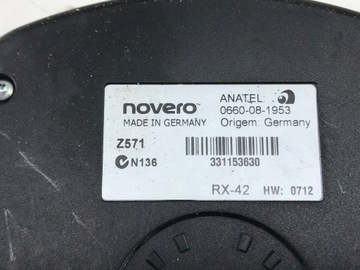 novero
ANATEL:
0660-08-1953
MADE IN GERMANY
Origem: Germany
Z571
N136
331153630
RX-42 HW: 0712